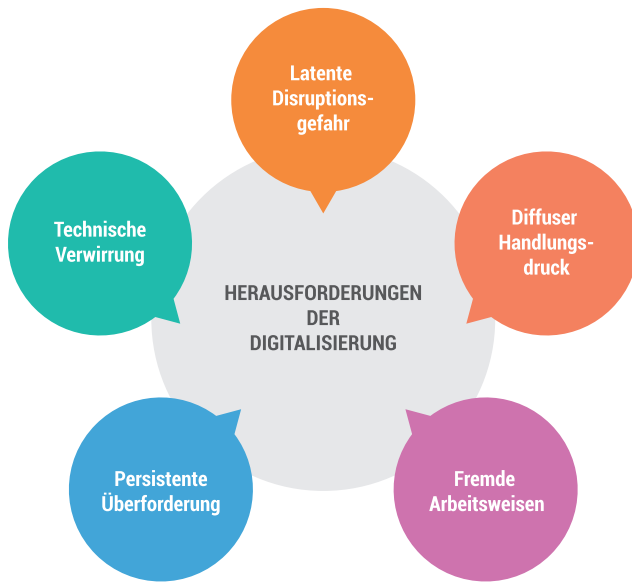 Latente
Disruptions-
gefahr
Diffuser
Handlungs-
druck
Fremde
Arbeitsweisen
Persistente
Überforderung
Technische
Verwirrung
HERAUSFORDERUNGEN
DER
DIGITALISIERUNG